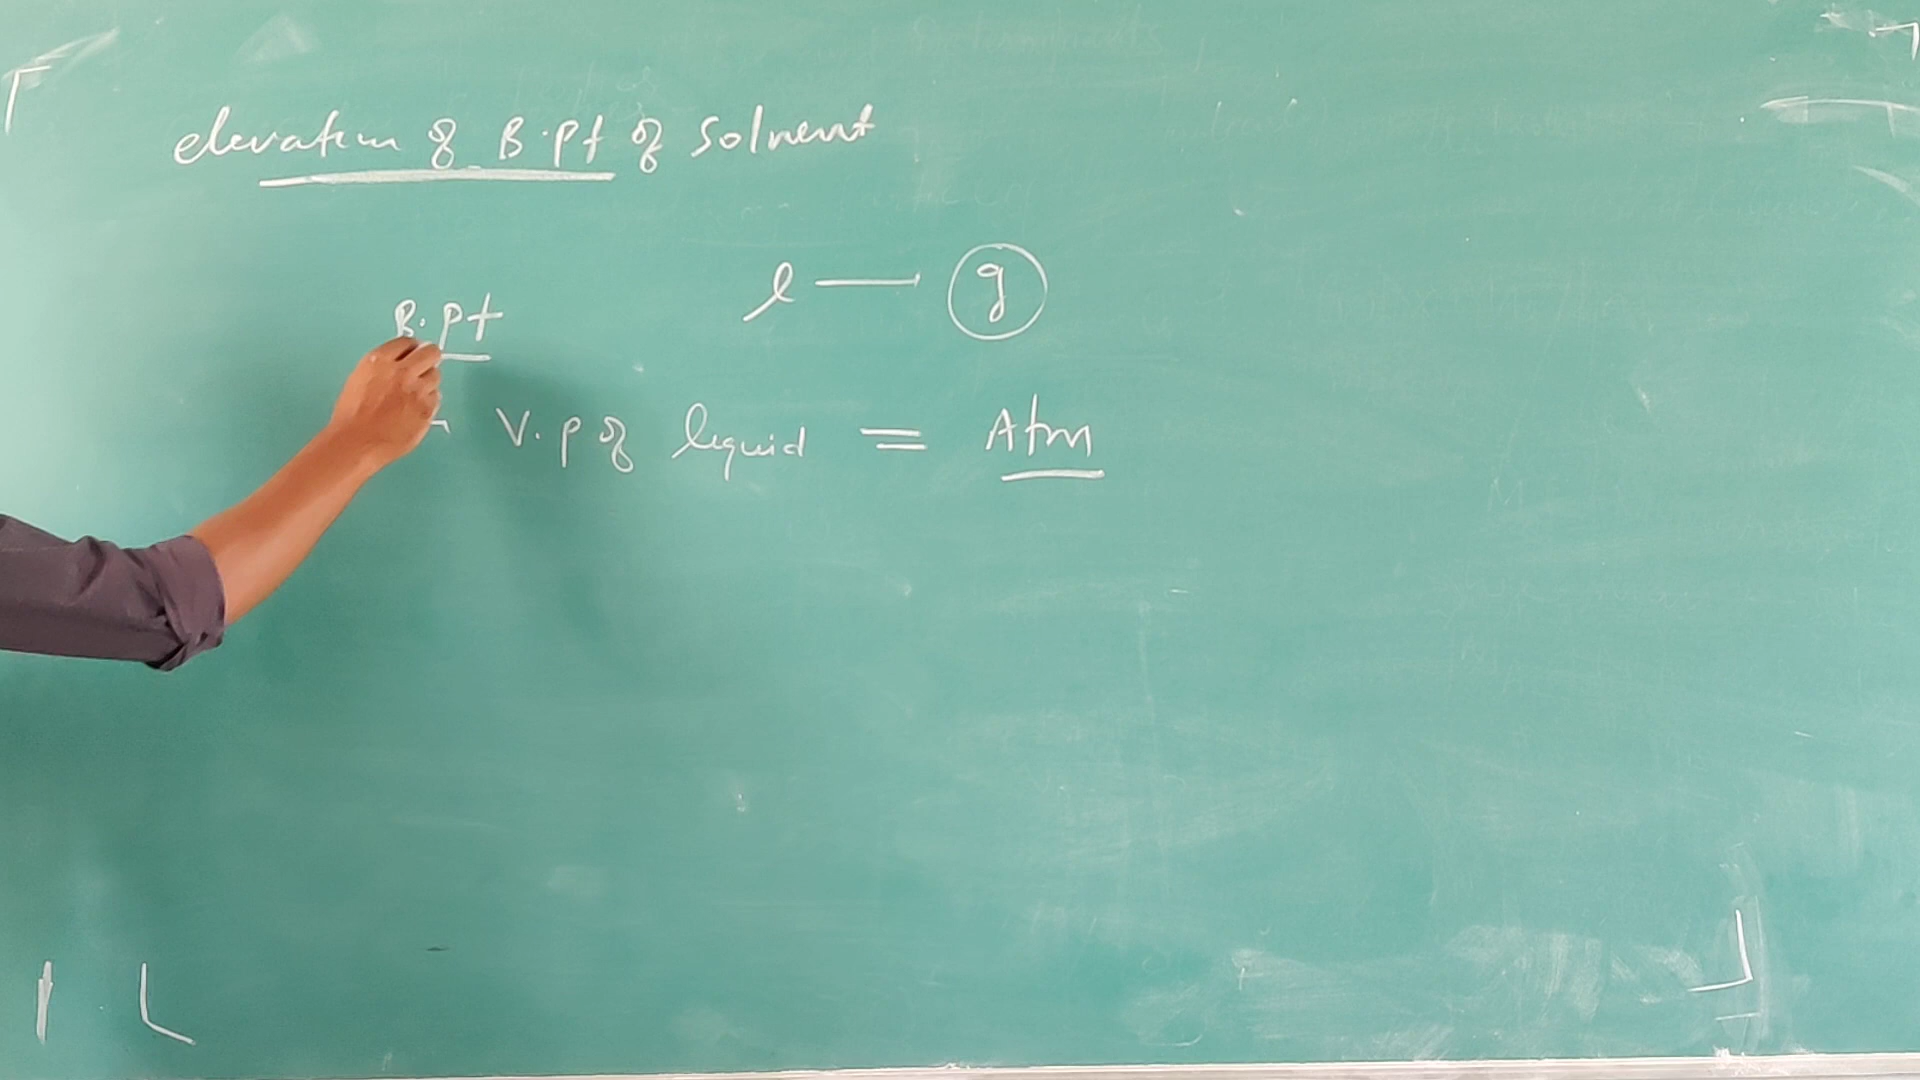 elevation of B.pt of Solvent
l — g
B.pt
V.p of liquid = Atm